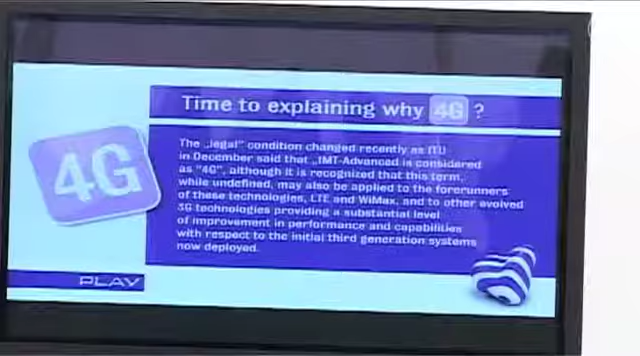 Time to explaining why 4G ?
4G
The „legal" condition changed recently as ITU
in December said that „IMT-Advanced is considered
as "4G", although it is recognized that this term,
while undefined, may also be applied to the forerunners
of these technologies, LTE and WiMax, and to other evolved
3G technologies providing a substantial level
of improvement in performance and capabilities
with respect to the initial third generation systems
now deployed.
PLAY